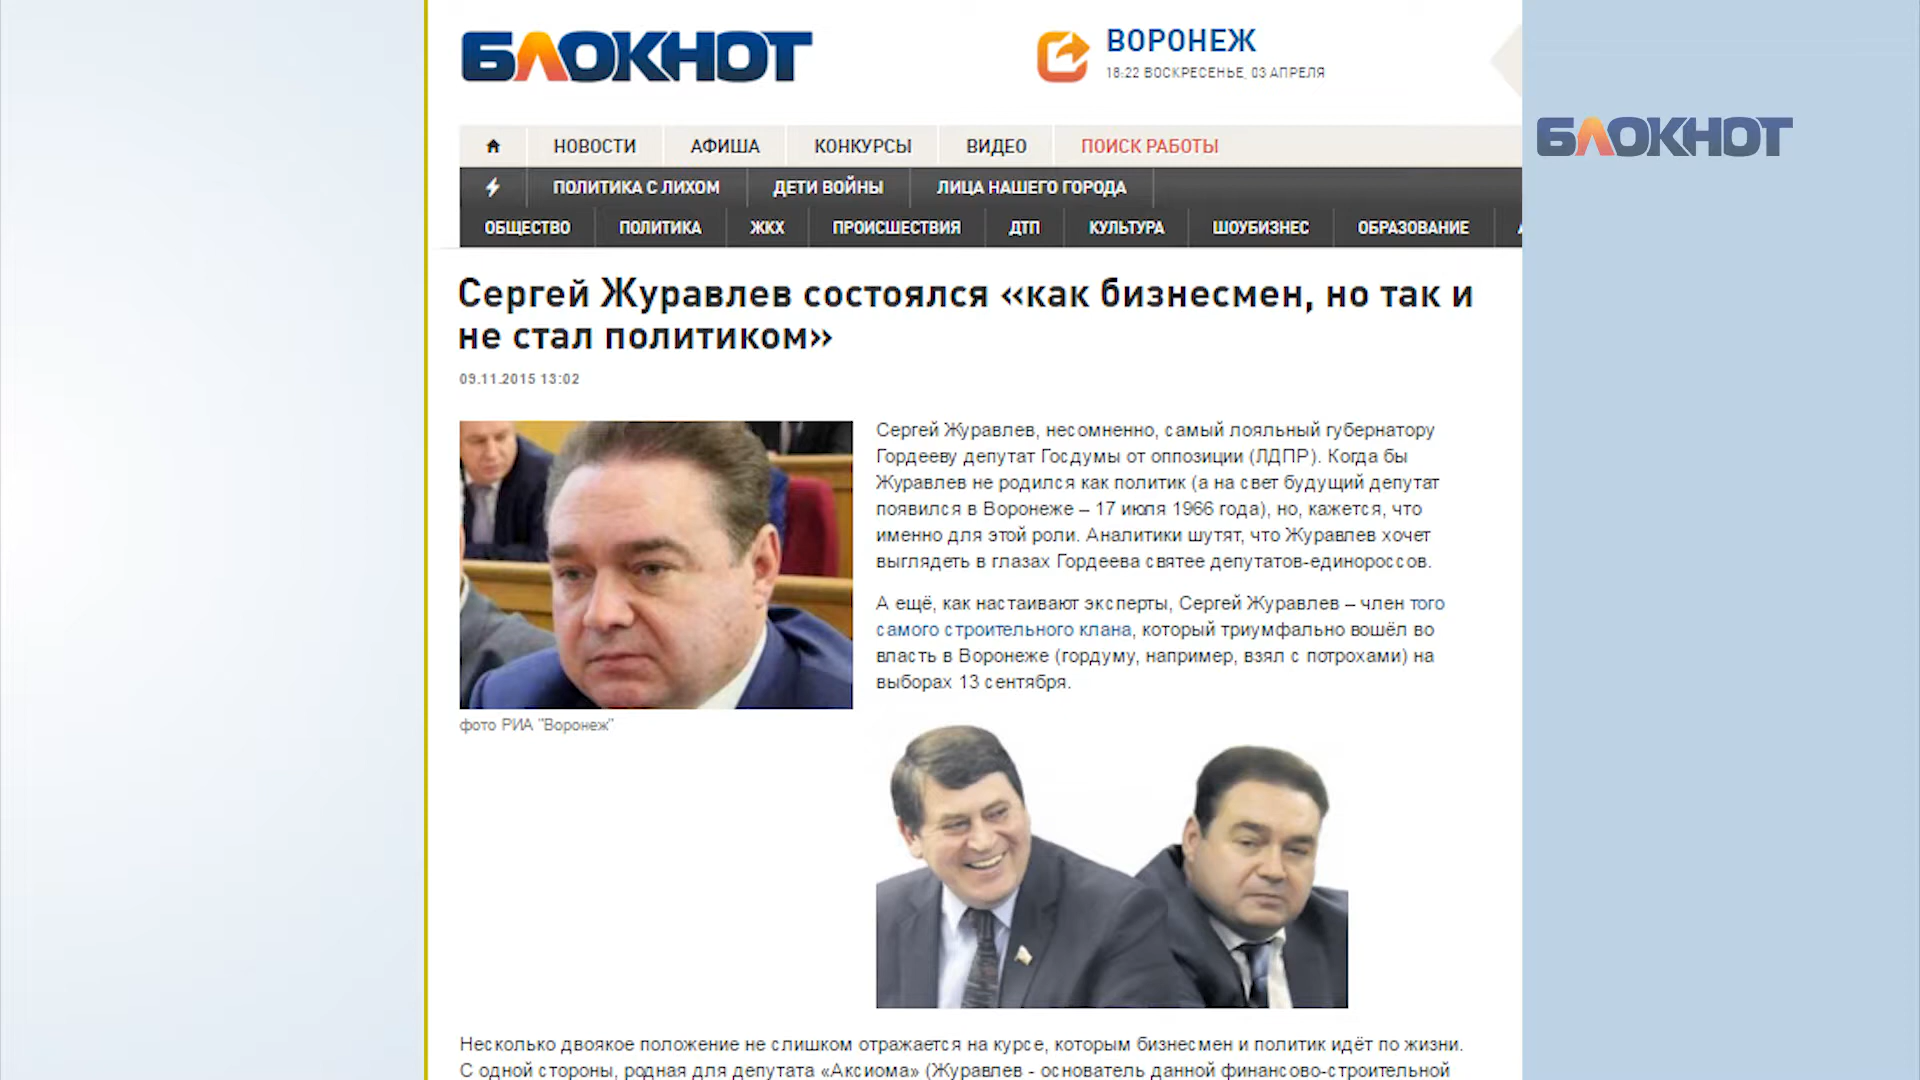 БЛОКНОТ
ВОРОНЕЖ
18:22 ВОСКРЕСЕНЬЕ, 03 АПРЕЛЯ
БЛОКНОТ
НОВОСТИ АФИША КОНКУРСЫ ВИДЕО ПОИСК РАБОТЫ
ПОЛИТИКА С ЛИХОМ ДЕТИ ВОЙНЫ ЛИЦА НАШЕГО ГОРОДА
ОБЩЕСТВО ПОЛИТИКА ЖКХ ПРОИСШЕСТВИЯ ДТП КУЛЬТУРА ШОУБИЗНЕС ОБРАЗОВАНИЕ
Сергей Журавлев состоялся «как бизнесмен, но так и
не стал политиком»
09.11.2015 13:02
Сергей Журавлев, несомненно, самый лояльный губернатору
Гордееву депутат Госдумы от оппозиции (ЛДПР). Когда бы
Журавлев не родился как политик (а на свет будущий депутат
появился в Воронеже – 17 июля 1966 года), но, кажется, что
именно для этой роли. Аналитики шутят, что Журавлев хочет
выглядеть в глазах Гордеева святее депутатов-единороссов.
А ещё, как настаивают эксперты, Сергей Журавлев – член того
самого строительного клана, который триумфально вошёл во
власть в Воронеже (гордуму, например, взял с потрохами) на
выборах 13 сентября.
фото РИА "Воронеж"
Несколько двоякое положение не слишком отражается на курсе, которым бизнесмен и политик идёт по жизни.
С одной стороны, родная для депутата «Аксиома» (Журавлев - основатель данной финансово-строительной